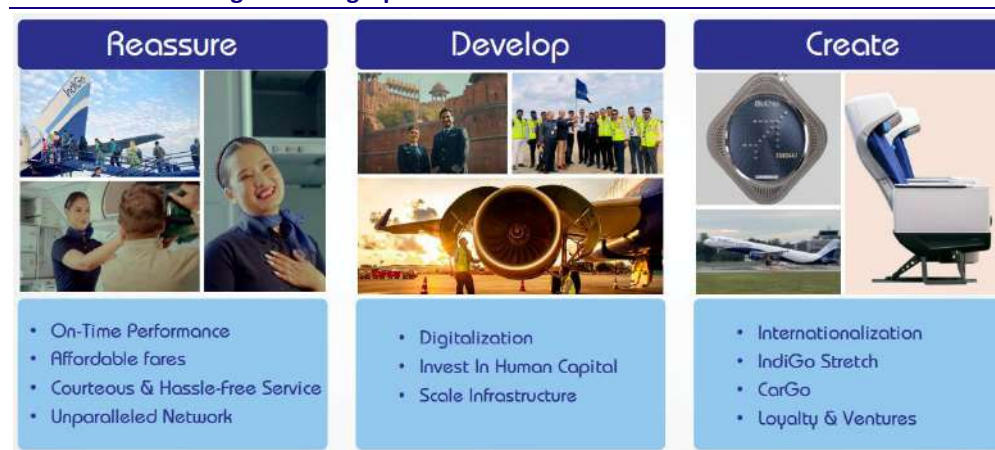 Reassure
Develop
Create
IndiGo
• On-Time Performance
• Affordable fares
• Courteous & Hassle-Free Service
• Unparalleled Network
• Digitalization
• Invest In Human Capital
• Scale Infrastructure
• Internationalization
• IndiGo Stretch
• CarGo
• Loyalty & Ventures